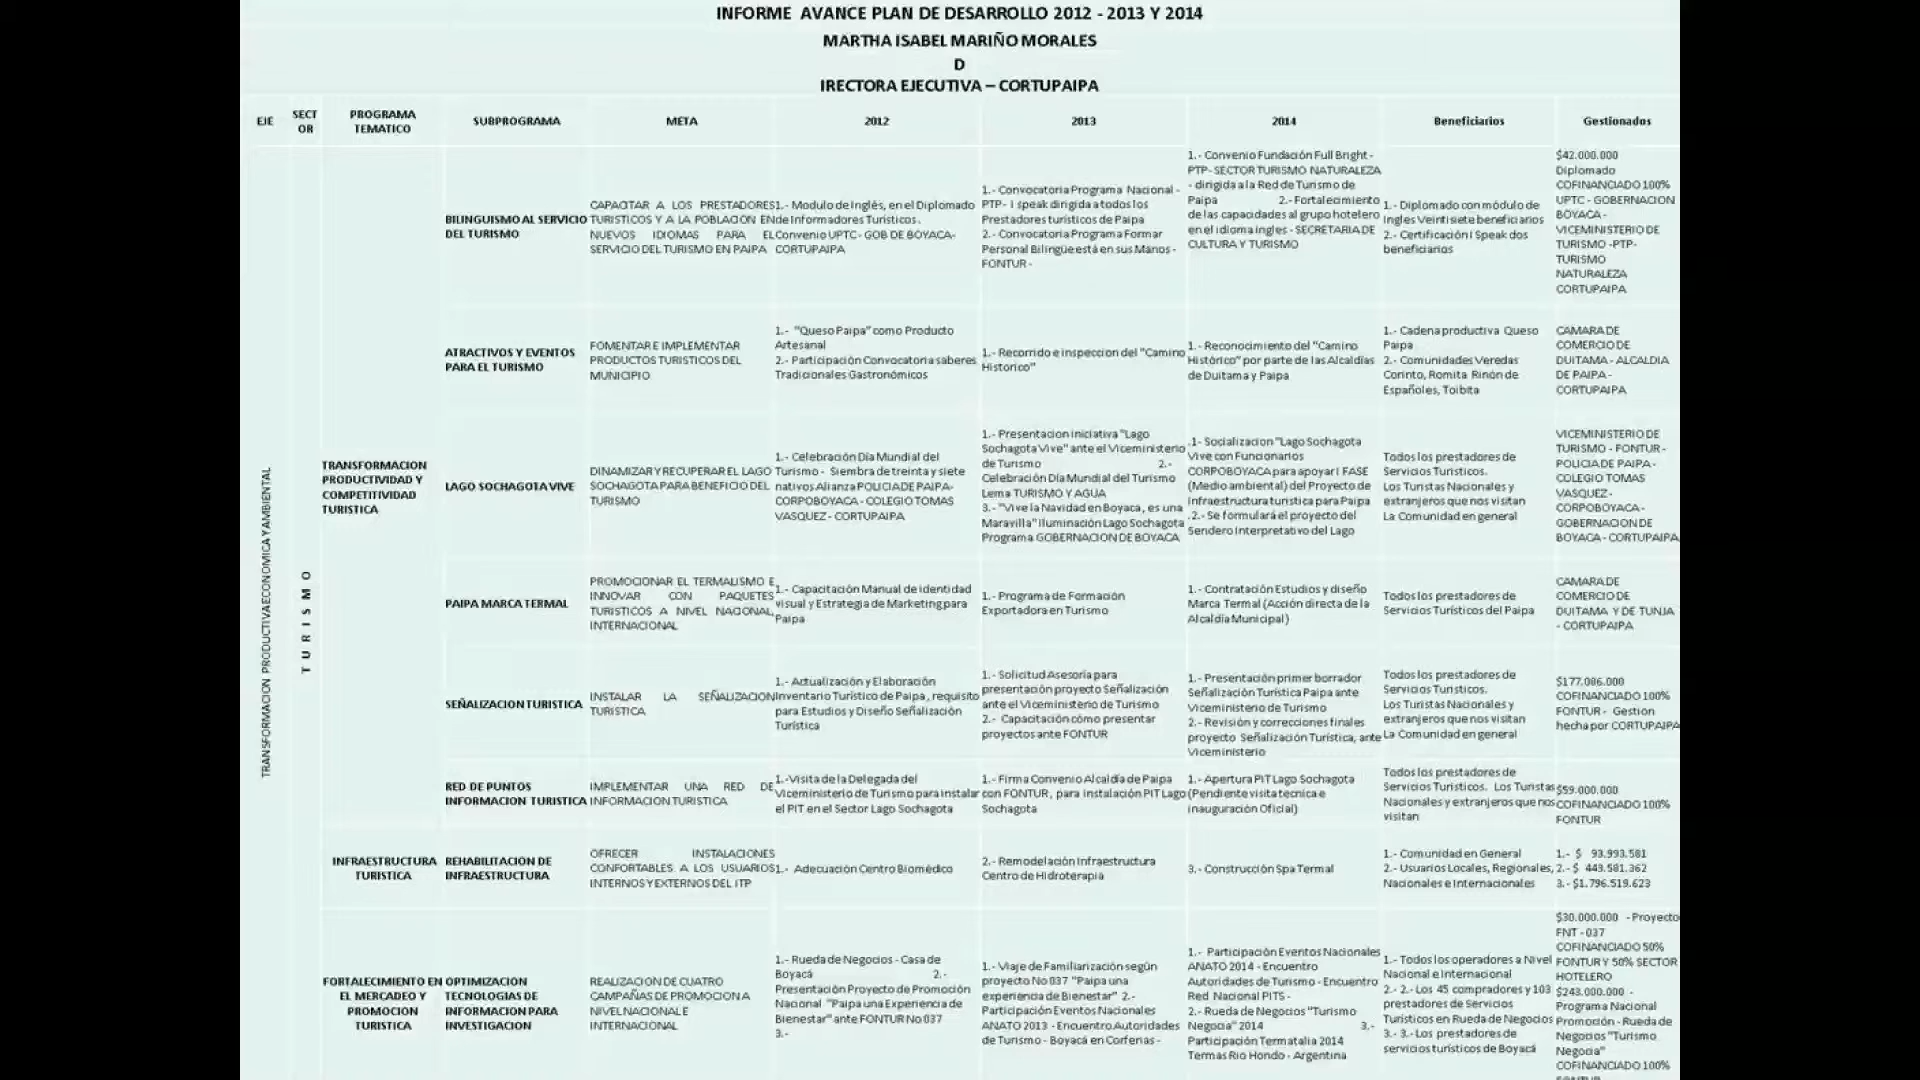 INFORME AVANCE PLAN DE DESARROLLO 2012 - 2013 Y 2014
MARTHA ISABEL MARIÑO MORALES
D
IRECTORA EJECUTIVA – CORTUPAIPA
EJE
SECT
OR
PROGRAMA
TEMATICO
SUBPROGRAMA
META
2012
2013
2014
Beneficiarios
Gestionados
TRANSFORMACION PRODUCTIVA ECONOMICA Y AMBIENTAL
TURISMO
TRANSFORMACION
PRODUCTIVIDAD Y
COMPETITIVIDAD
TURISTICA
BILINGUISMO AL SERVICIO
DEL TURISMO
CAPACITAR A LOS PRESTADORES
TURISTICOS Y A LA POBLACION EN
NUEVOS IDIOMAS PARA EL
SERVICIO DEL TURISMO EN PAIPA
1.- Modulo de Inglés, en el Diplomado
de Informadores Turísticos.
Convenio UPTC - GOB DE BOYACA-
CORTUPAIPA
1.- Convocatoria Programa Nacional -
PTP- I speak dirigida a todos los
Prestadores turísticos de Paipa
2.- Convocatoria Programa Formar
Personal Bilingüe está en sus Manos -
FONTUR -
1.- Convenio Fundación Full Bright -
PTP- SECTOR TURISMO NATURALEZA
- dirigida a la Red de Turismo de
Paipa 2.- Fortalecimiento
de las capacidades al grupo hotelero
en el idioma ingles - SECRETARIA DE
CULTURA Y TURISMO
1.- Diplomado con módulo de
Ingles Veintisiete beneficiarios
2.- Certificación I Speak dos
beneficiarios
$42.000.000
Diplomado
COFINANCIADO 100%
UPTC - GOBERNACION
BOYACA -
VICEMINISTERIO DE
TURISMO -PTP-
TURISMO
NATURALEZA
CORTUPAIPA
ATRACTIVOS Y EVENTOS
PARA EL TURISMO
FOMENTAR E IMPLEMENTAR
PRODUCTOS TURISTICOS DEL
MUNICIPIO
1.- "Queso Paipa" como Producto
Artesanal
2.- Participación Convocatoria saberes
Tradicionales Gastronómicos
1.- Recorrido e inspeccion del "Camino
Historico"
1.- Reconocimiento del "Camino
Histórico" por parte de las Alcaldías
de Duitama y Paipa
1.- Cadena productiva Queso
Paipa
2.- Comunidades Veredas
Corinto, Romita Rinón de
Españoles, Toibita
CAMARA DE
COMERCIO DE
DUITAMA - ALCALDIA
DE PAIPA -
CORTUPAIPA
LAGO SOCHAGOTA VIVE
DINAMIZAR Y RECUPERAR EL LAGO
SOCHAGOTA PARA BENEFICIO DEL
TURISMO
1.- Celebración Día Mundial del
Turismo - Siembra de treinta y siete
nativos Alianza POLICIA DE PAIPA-
CORPOBOYACA - COLEGIO TOMAS
VASQUEZ - CORTUPAIPA
1.- Presentacion iniciativa "Lago
Sochagota Vive" ante el Viceministerio
de Turismo 2.-
Celebración Día Mundial del Turismo
Lema TURISMO Y AGUA
3.- "Vive la Navidad en Boyaca, es una
Maravilla" Iluminación Lago Sochagota
Programa GOBERNACION DE BOYACA
.1- Socializacion "Lago Sochagota
Vive con Funcionarios
CORPOBOYACA para apoyar I FASE
(Medio ambiental) del Proyecto de
Infraestructura turistica para Paipa
.2.- Se formulará el proyecto del
Sendero Interpretativo del Lago
Todos los prestadores de
Servicios Turisticos.
Los Turistas Nacionales y
extranjeros que nos visitan
La Comunidad en general
VICEMINISTERIO DE
TURISMO - FONTUR -
POLICIA DE PAIPA -
COLEGIO TOMAS
VASQUEZ -
CORPOBOYACA -
GOBERNACION DE
BOYACA - CORTUPAIPA
PAIPA MARCA TERMAL
PROMOCIONAR EL TERMALISMO E
INNOVAR CON PAQUETES
TURISTICOS A NIVEL NACIONAL,
INTERNACIONAL
1.- Capacitación Manual de identidad
visual y Estrategia de Marketing para
Paipa
1.- Programa de Formación
Exportadora en Turismo
1.- Contratación Estudios y diseño
Marca Termal (Acción directa de la
Alcaldía Municipal)
Todos los prestadores de
Servicios Turísticos del Paipa
CAMARA DE
COMERCIO DE
DUITAMA Y DE TUNJA
- CORTUPAIPA
SEÑALIZACION TURISTICA
INSTALAR LA SEÑALIZACION
TURISTICA
1.- Actualización y Elaboración
Inventario Turístico de Paipa, requisito
para Estudios y Diseño Señalización
Turística
1.- Solicitud Asesoría para
presentación proyecto Señalización
ante el Viceministerio de Turismo
2.- Capacitación cómo presentar
proyectos ante FONTUR
1.- Presentación primer borrador
Señalización Turística Paipa ante
Viceministerio de Turismo
2.- Revisión y correcciones finales
proyecto Señalización Turística, ante
Viceministerio
Todos los prestadores de
Servicios Turisticos.
Los Turistas Nacionales y
extranjeros que nos visitan
La Comunidad en general
$177.086.000
COFINANCIADO 100%
FONTUR - Gestion
hecha por CORTUPAIPA
RED DE PUNTOS
INFORMACION TURISTICA
IMPLEMENTAR UNA RED DE
INFORMACION TURISTICA
1.-Visita de la Delegada del
Viceministerio de Turismo para instalar
el PIT en el Sector Lago Sochagota
1.- Firma Convenio Alcaldía de Paipa
con FONTUR, para instalación PIT Lago
Sochagota
1.- Apertura PIT Lago Sochagota
(Pendiente visita técnica e
inauguración Oficial)
Todos los prestadores de
Servicios Turisticos. Los Turistas
Nacionales y extranjeros que nos
visitan
$59.000.000
COFINANCIADO 100%
FONTUR
INFRAESTRUCTURA
TURISTICA
REHABILITACION DE
INFRAESTRUCTURA
OFRECER INSTALACIONES
CONFORTABLES A LOS USUARIOS
INTERNOS Y EXTERNOS DEL ITP
1.- Adecuación Centro Biomédico
2.- Remodelación Infraestructura
Centro de Hidroterapia
3.- Construcción Spa Termal
1.- Comunidad en General
2.- Usuarios Locales, Regionales,
Nacionales e Internacionales
1.- $ 93.993.581
2.- $ 443.581.362
3.- $1.796.519.623
FORTALECIMIENTO EN
EL MERCADEO Y
PROMOCION
TURISTICA
OPTIMIZACION
TECNOLOGIAS DE
INFORMACION PARA
INVESTIGACION
REALIZACION DE CUATRO
CAMPAÑAS DE PROMOCION A
NIVEL NACIONAL E
INTERNACIONAL
1.- Rueda de Negocios - Casa de
Boyacá 2.-
Presentación Proyecto de Promoción
Nacional "Paipa una Experiencia de
Bienestar" ante FONTUR No 037
3.-
1.- Viaje de Familiarización según
proyecto No 037 "Paipa una
experiencia de Bienestar" 2.-
Participación Eventos Nacionales
ANATO 2013 - Encuentro Autoridades
de Turismo - Boyacá en Corferias -
1.- Participación Eventos Nacionales
ANATO 2014 - Encuentro
Autoridades de Turismo - Encuentro
Red Nacional PITS -
2.- Rueda de Negocios "Turismo
Negocia" 2014 3.-
Participación Termatalia 2014
Termas Rio Hondo - Argentina
1.- Todos los operadores a Nivel
Nacional e Internacional
2.- 2.- Los 45 compradores y 103
prestadores de Servicios
Turísticos en Rueda de Negocios
3.- 3.- Los prestadores de
servicios turísticos de Boyacá
$30.000.000 - Proyecto
FNT - 037
COFINANCIADO 50%
FONTUR Y 50% SECTOR
HOTELERO
$243.000.000 -
Programa Nacional
Promoción - Rueda de
Negocios "Turismo
Negocia"
COFINANCIADO 100%